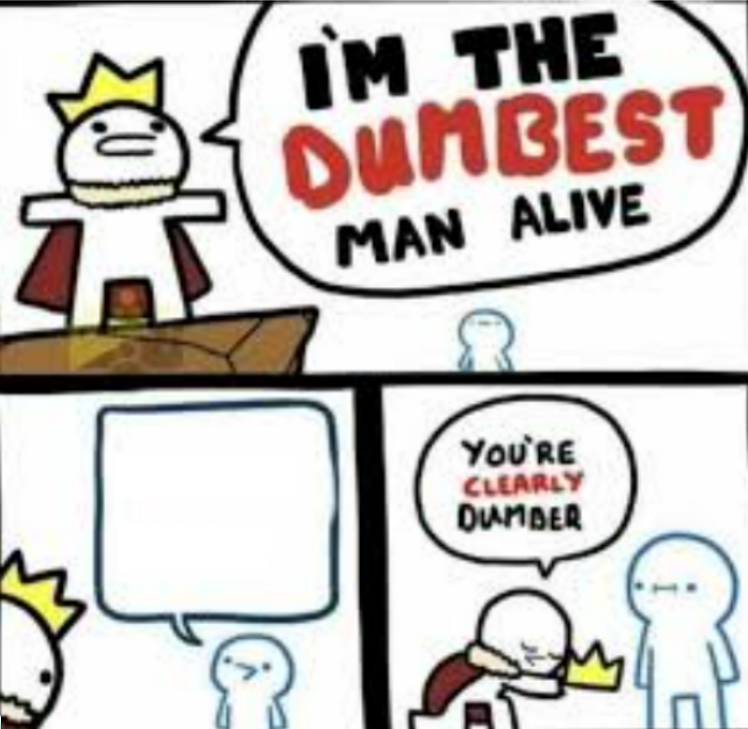 I'M THE
DUMBEST
MAN ALIVE
YOU'RE
CLEARLY
DUMBER